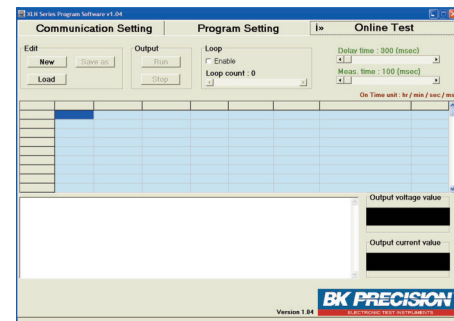 XLN Series Program Software v1.04
Communication Setting
Program Setting
i»
Online Test
Edit
New
Save as
Load
Output
Run
Stop
Loop
Enable
Loop count : 0
Delay time : 300 (msec)
Meas. time : 100 (msec)
On Time unit : hr / min / sec / ms
Output voltage value
Output current value
Version 1.04
BK PRECISION
ELECTRONIC TEST INSTRUMENTS